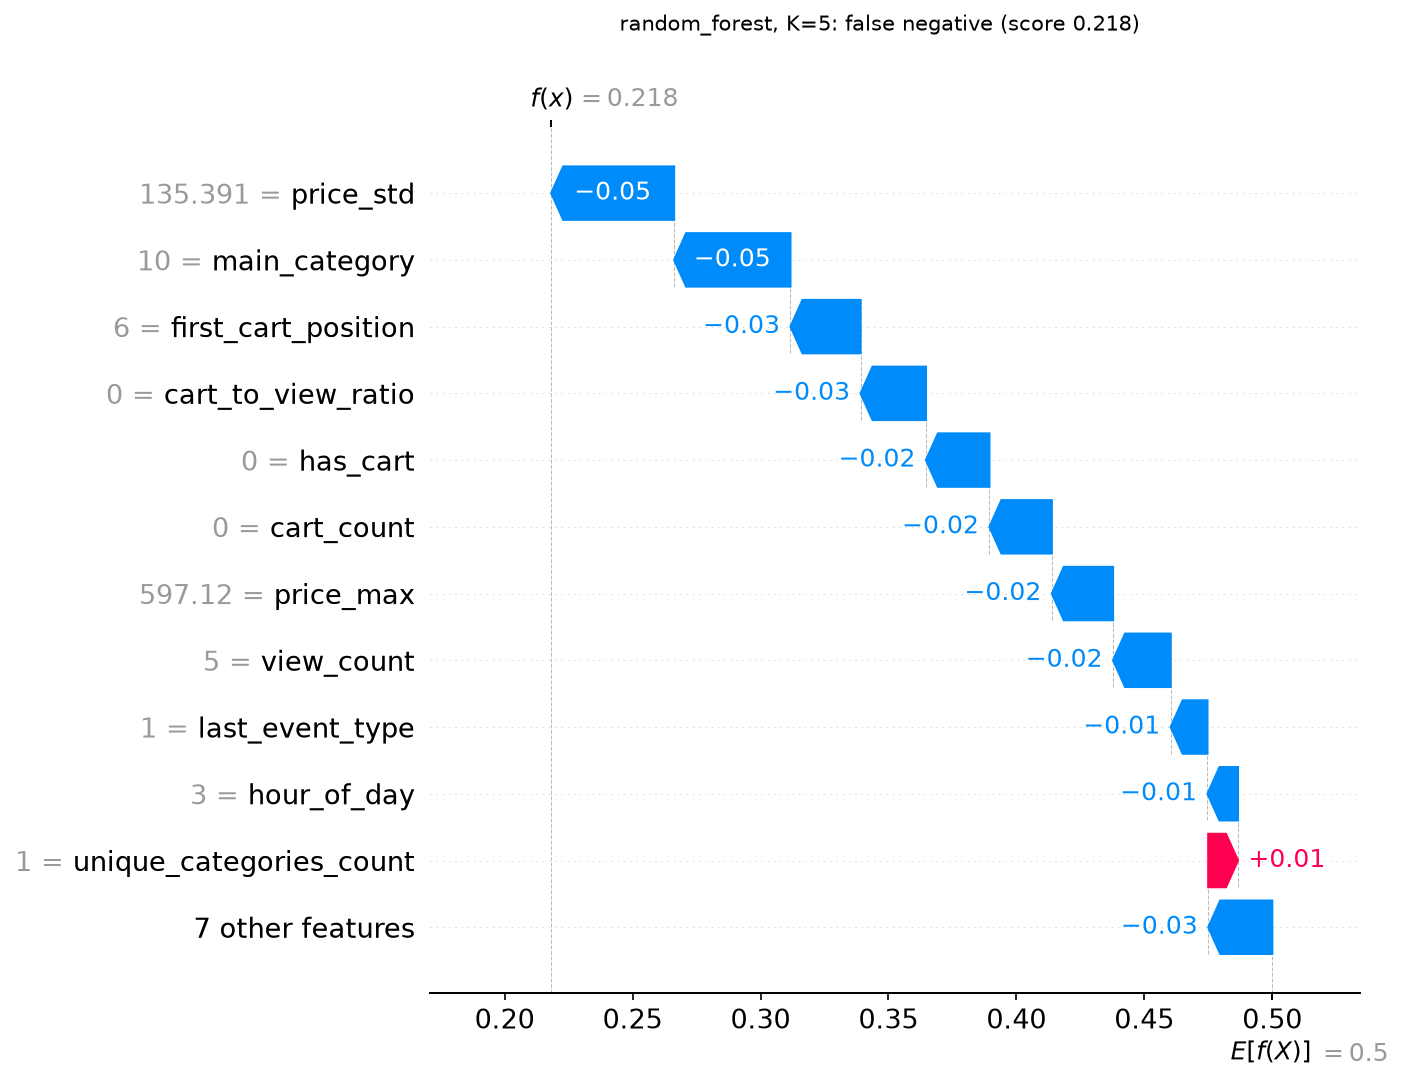 random_forest, K=5: false negative (score 0.218)
f(x) = 0.218
135.391 = price_std −0.05
10 = main_category −0.05
6 = first_cart_position −0.03
0 = cart_to_view_ratio −0.03
0 = has_cart −0.02
0 = cart_count −0.02
597.12 = price_max −0.02
5 = view_count −0.02
1 = last_event_type −0.01
3 = hour_of_day −0.01
1 = unique_categories_count +0.01
7 other features −0.03
0.20 0.25 0.30 0.35 0.40 0.45 0.50
E[f(X)] = 0.5